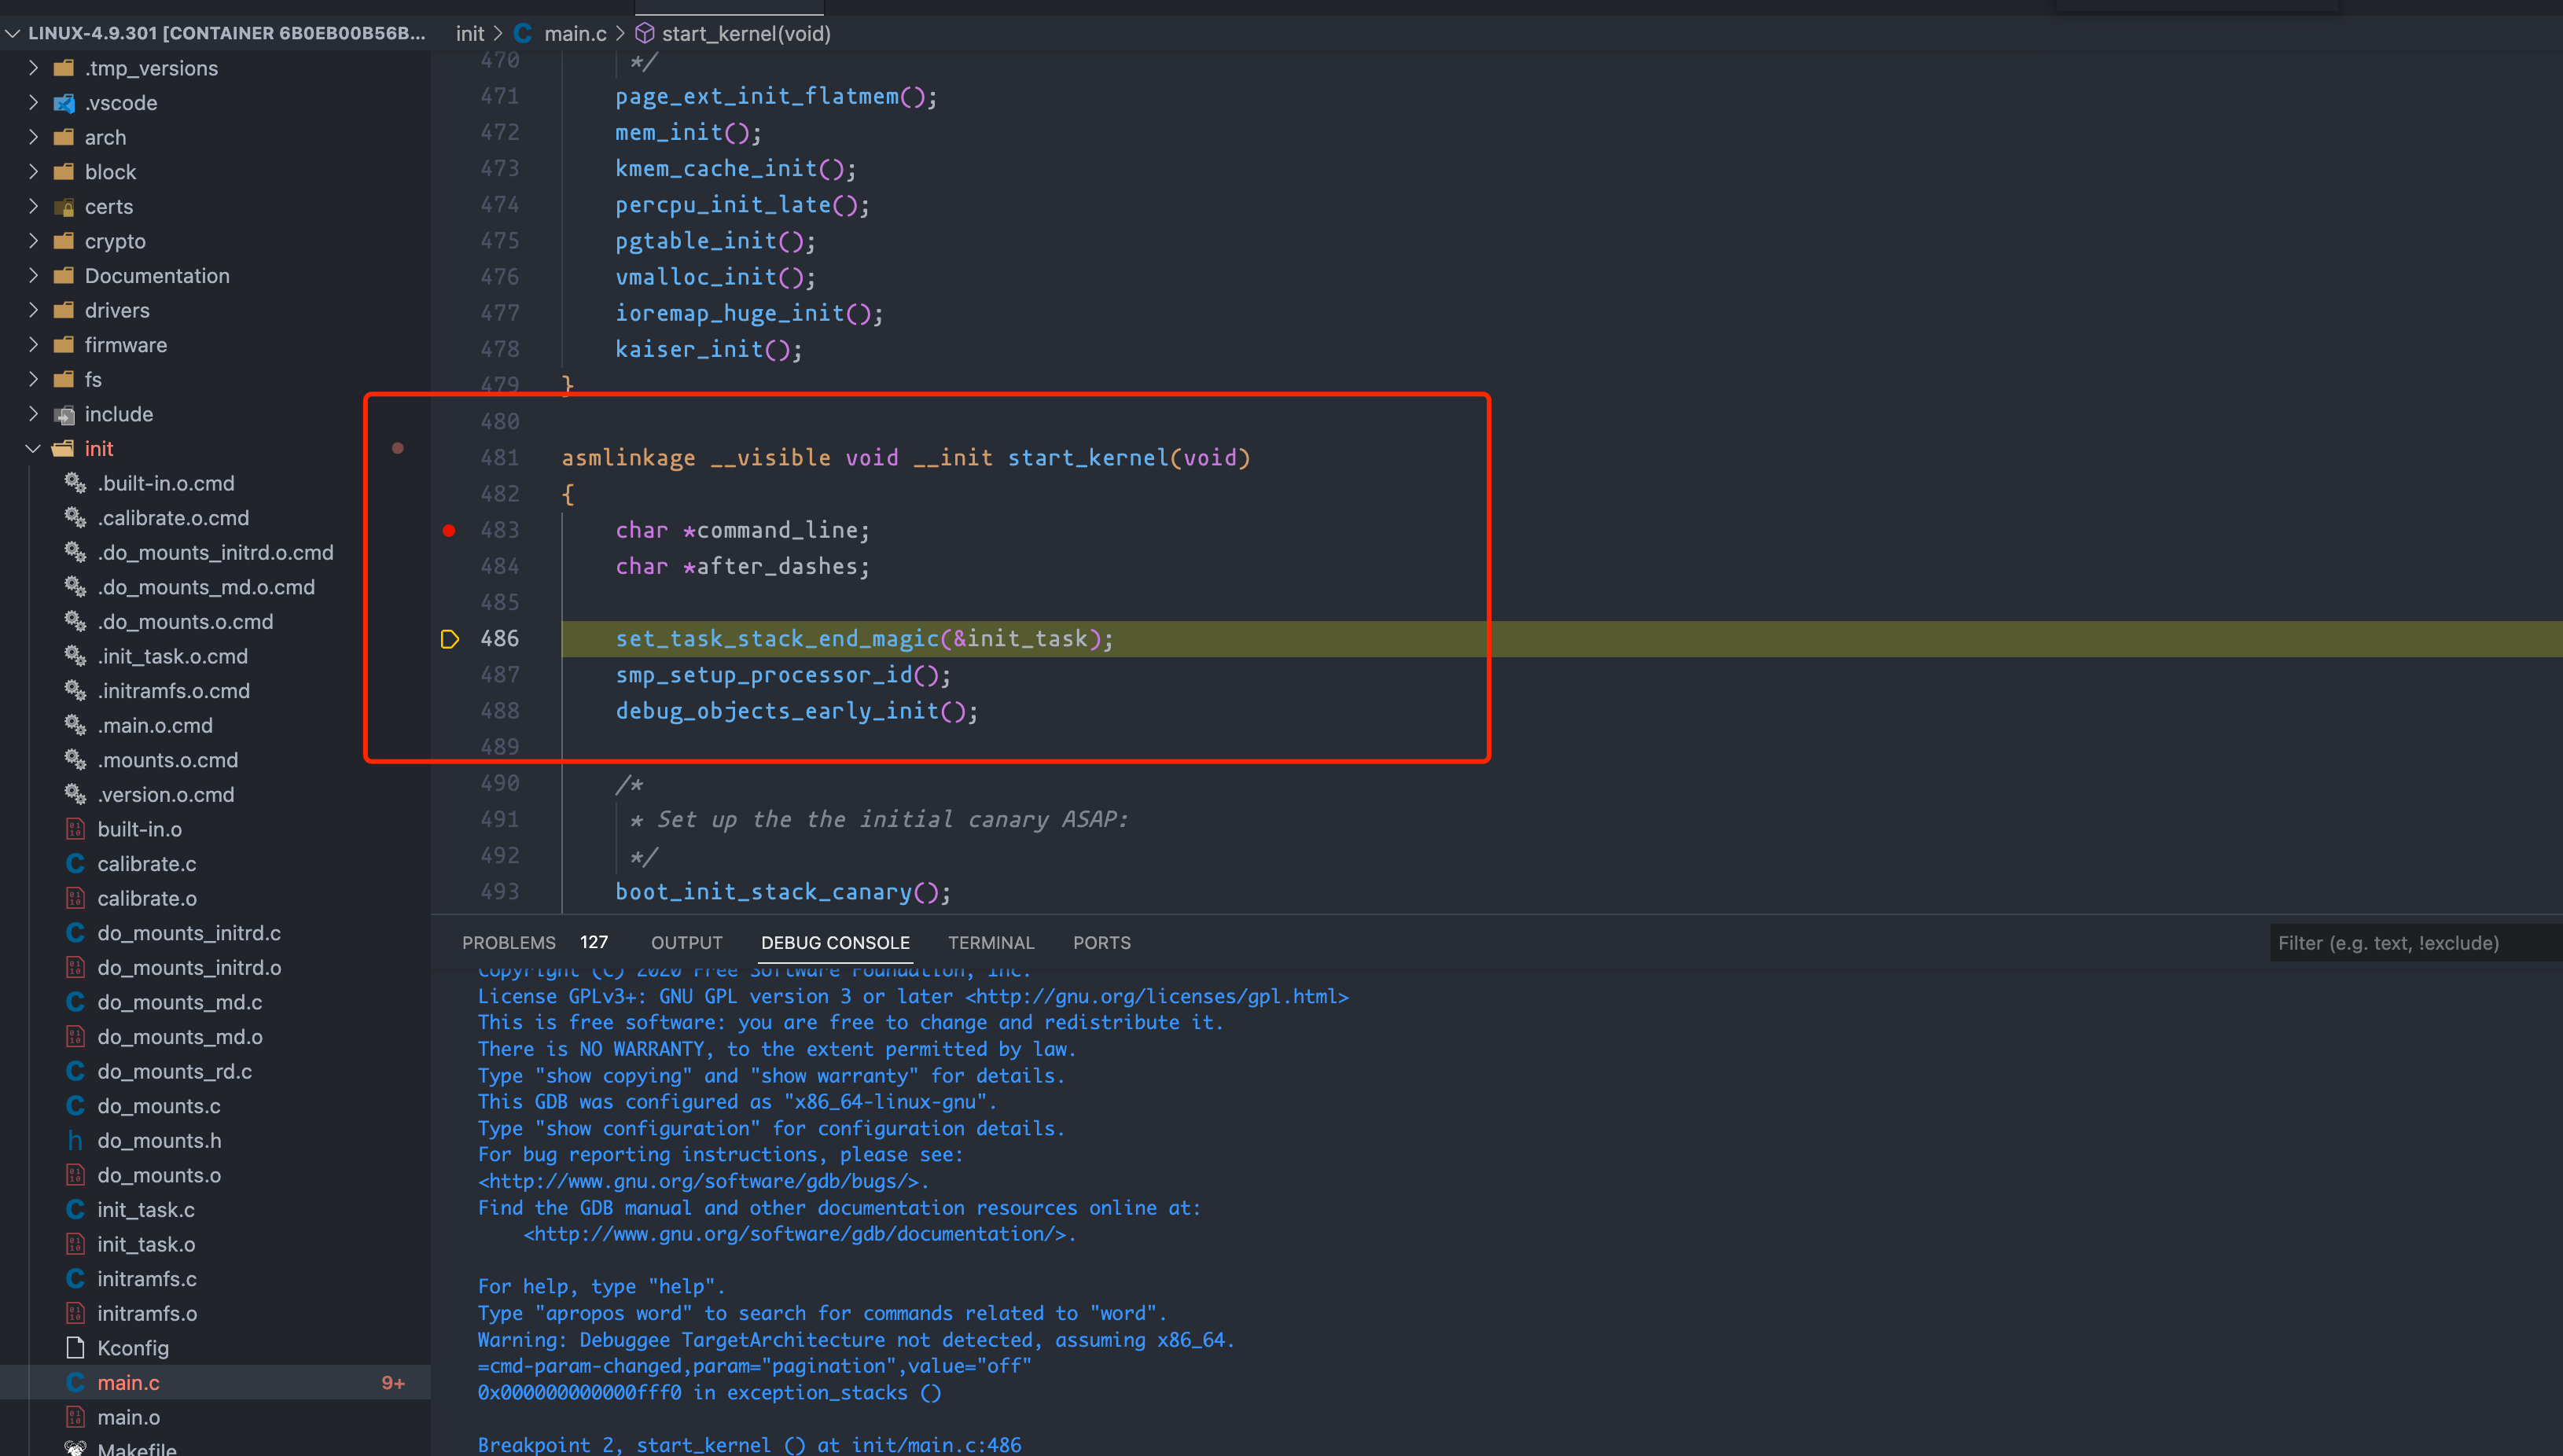 LINUX-4.9.301 [CONTAINER 6B0EB00B56B...
.tmp_versions
.vscode
arch
block
certs
crypto
Documentation
drivers
firmware
fs
include
init
.built-in.o.cmd
.calibrate.o.cmd
.do_mounts_initrd.o.cmd
.do_mounts_md.o.cmd
.do_mounts.o.cmd
.init_task.o.cmd
.initramfs.o.cmd
.main.o.cmd
.mounts.o.cmd
.version.o.cmd
built-in.o
C calibrate.c
calibrate.o
C do_mounts_initrd.c
do_mounts_initrd.o
C do_mounts_md.c
do_mounts_md.o
C do_mounts_rd.c
C do_mounts.c
h do_mounts.h
do_mounts.o
C init_task.c
init_task.o
C initramfs.c
initramfs.o
Kconfig
C main.c 9+
main.o
Makefile
init > C main.c > start_kernel(void)
470 */
471 page_ext_init_flatmem();
472 mem_init();
473 kmem_cache_init();
474 percpu_init_late();
475 pgtable_init();
476 vmalloc_init();
477 ioremap_huge_init();
478 kaiser_init();
479 }
480
481 asmlinkage __visible void __init start_kernel(void)
482 {
483 char *command_line;
484 char *after_dashes;
485
486 set_task_stack_end_magic(&init_task);
487 smp_setup_processor_id();
488 debug_objects_early_init();
489
490 /*
491 * Set up the the initial canary ASAP:
492 */
493 boot_init_stack_canary();
PROBLEMS 127 OUTPUT DEBUG CONSOLE TERMINAL PORTS
Filter (e.g. text, !exclude)
Copyright (C) 2020 Free Software Foundation, Inc.
License GPLv3+: GNU GPL version 3 or later <http://gnu.org/licenses/gpl.html>
This is free software: you are free to change and redistribute it.
There is NO WARRANTY, to the extent permitted by law.
Type "show copying" and "show warranty" for details.
This GDB was configured as "x86_64-linux-gnu".
Type "show configuration" for configuration details.
For bug reporting instructions, please see:
<http://www.gnu.org/software/gdb/bugs/>.
Find the GDB manual and other documentation resources online at:
<http://www.gnu.org/software/gdb/documentation/>.
For help, type "help".
Type "apropos word" to search for commands related to "word".
Warning: Debuggee TargetArchitecture not detected, assuming x86_64.
=cmd-param-changed,param="pagination",value="off"
0x000000000000fff0 in exception_stacks ()
Breakpoint 2, start_kernel () at init/main.c:486